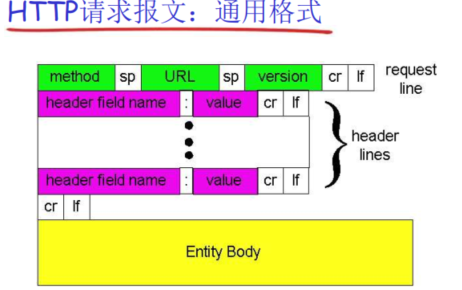 HTTP请求报文：通用格式
method sp URL sp version cr lf request line
header field name : value cr lf
header lines
header field name : value cr lf
cr lf
Entity Body